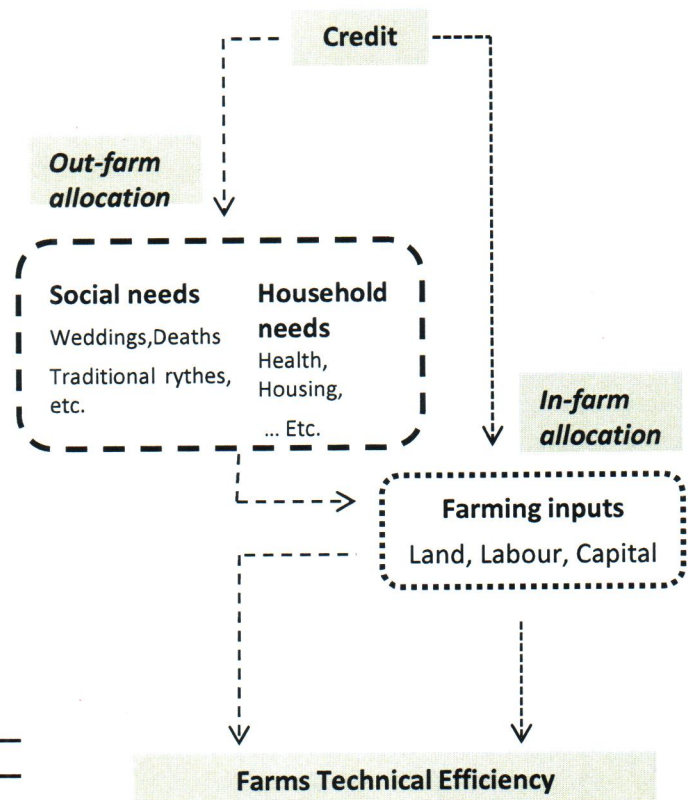 Credit
Out-farm
allocation
Social needs
Weddings,Deaths
Traditional rythes,
etc.
Household
needs
Health,
Housing,
... Etc.
In-farm
allocation
Farming inputs
Land, Labour, Capital
Farms Technical Efficiency